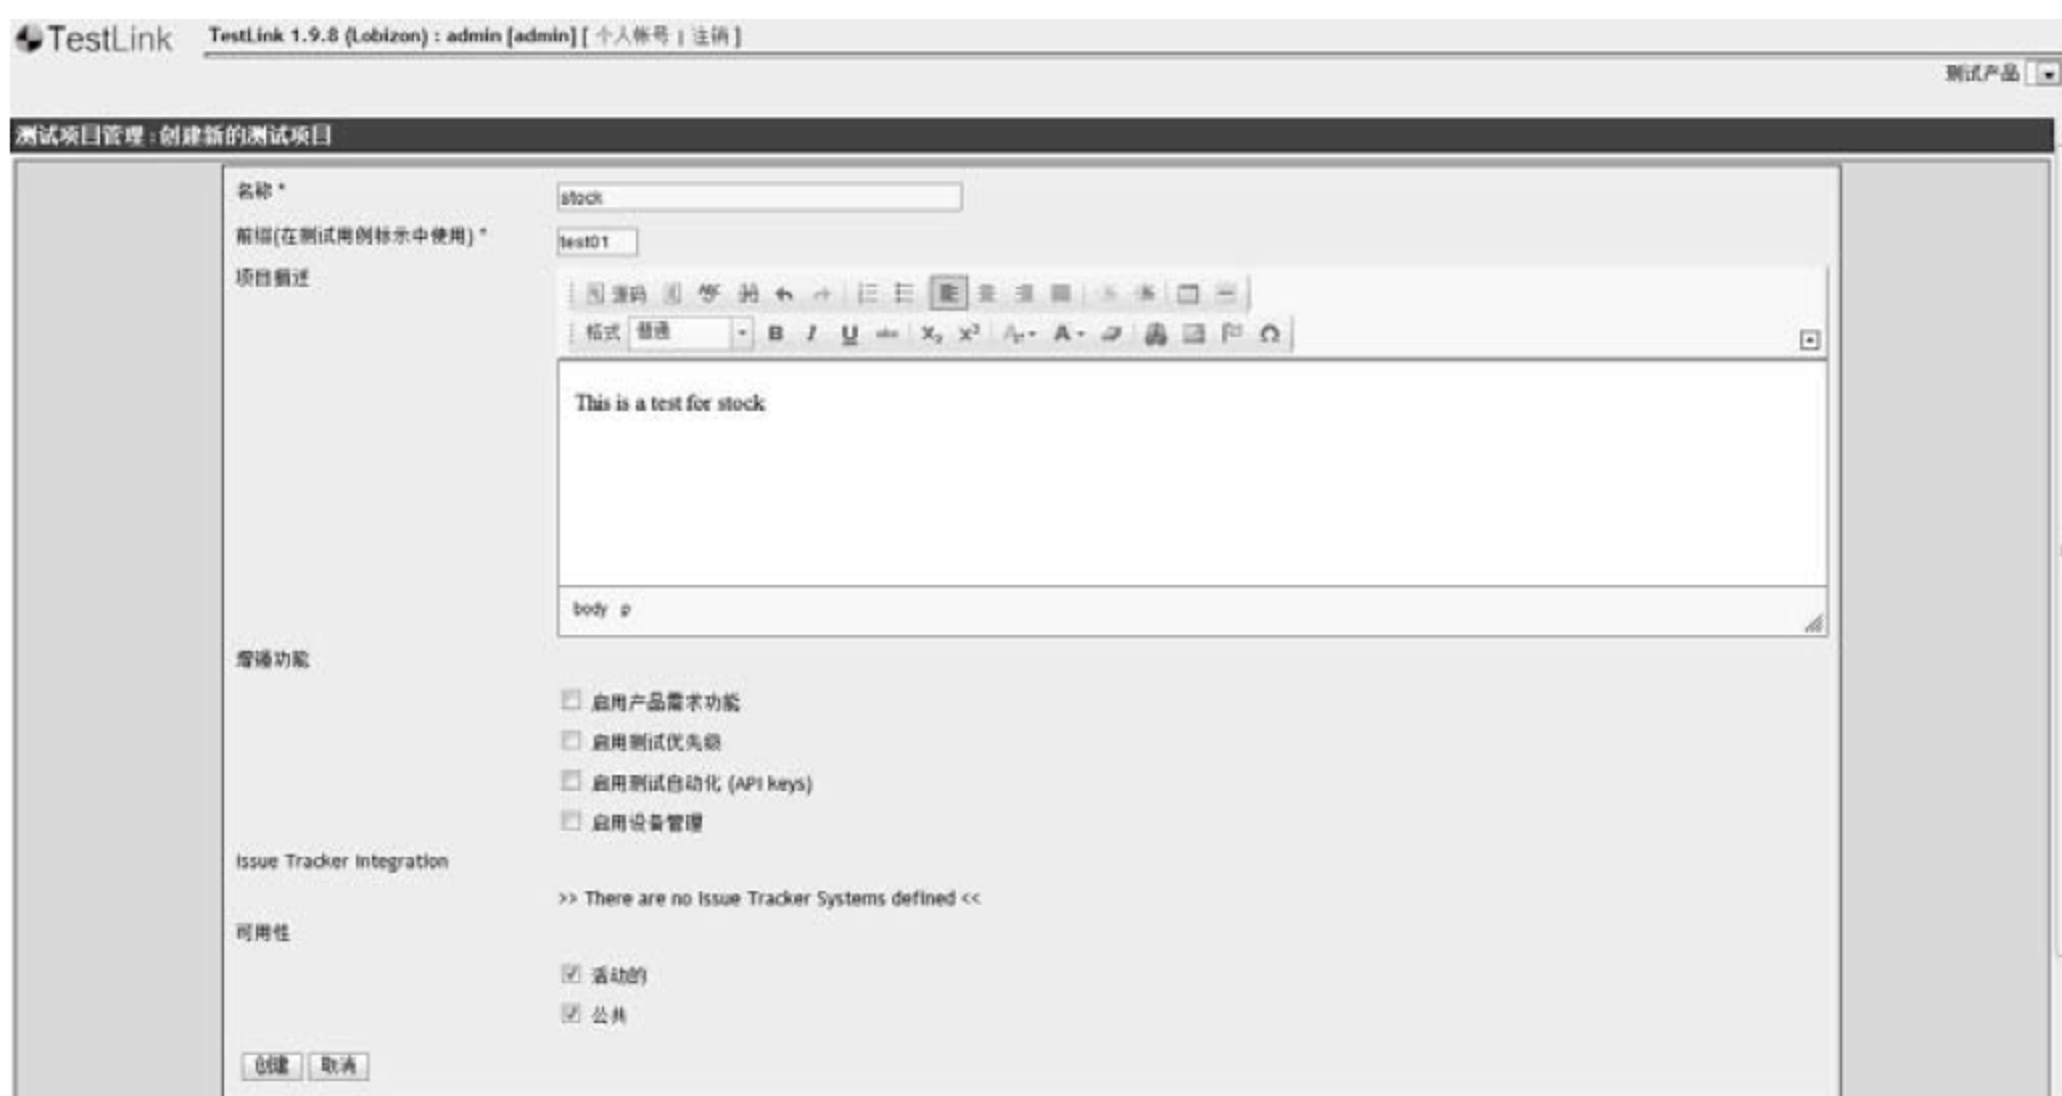 TestLink TestLink 1.9.8 (Lobizon) : admin [admin] [ 个人帐号 | 注销 ]
测试产品
测试项目管理 : 创建新的测试项目
名称 * stock
前缀(在测试用例标示中使用) * test01
项目描述
源码
格式 普通 B I U abc X₂ x² A A Ω
This is a test for stock
body p
增强功能
启用产品需求功能
启用测试优先级
启用测试自动化 (API keys)
启用设备管理
Issue Tracker Integration
>> There are no Issue Tracker Systems defined <<
可用性
活动的
公共
创建 取消